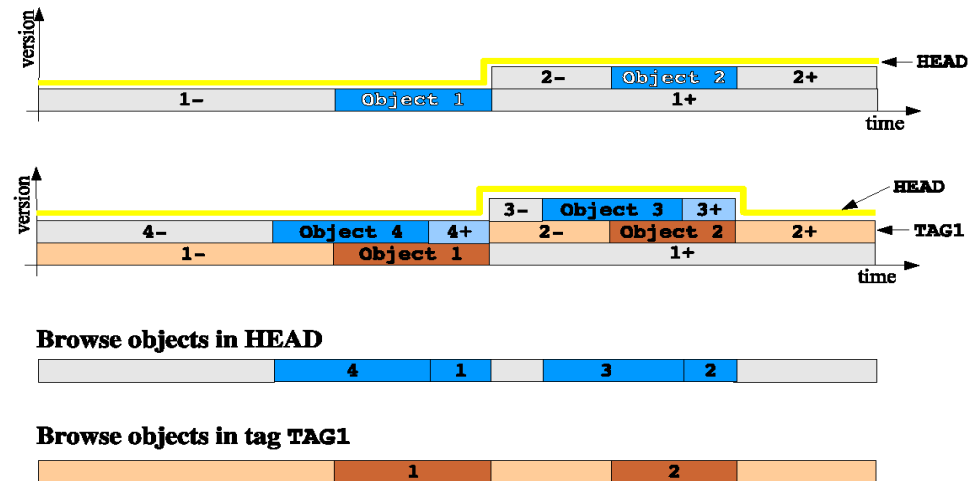 version
HEAD
2- Object 2 2+
1- Object 1 1+
time
version
HEAD
3- Object 3 3+
4- Object 4 4+ 2- Object 2 2+ TAG1
1- Object 1 1+
time
Browse objects in HEAD
4 1 3 2
Browse objects in tag TAG1
1 2